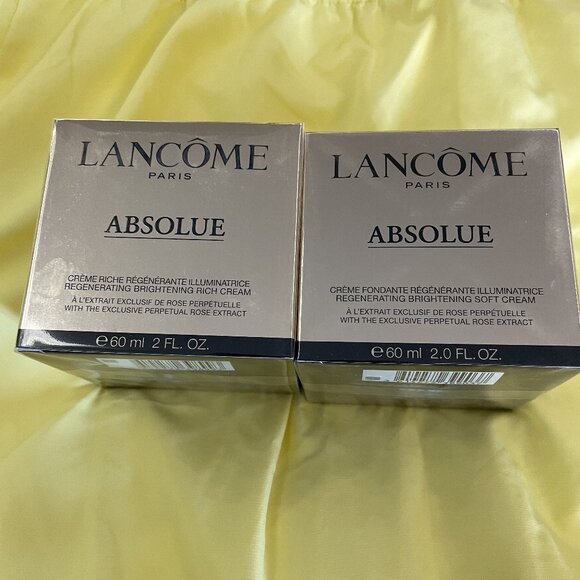 LANCÔME
PARIS
ABSOLUE
CRÈME RICHE RÉGÉNÉRANTE ILLUMINATRICE
REGENERATING BRIGHTENING RICH CREAM
À L'EXTRAIT EXCLUSIF DE ROSE PERPÉTUELLE
WITH THE EXCLUSIVE PERPETUAL ROSE EXTRACT
℮ 60 ml 2 FL. OZ.
LANCÔME
PARIS
ABSOLUE
CRÈME FONDANTE RÉGÉNÉRANTE ILLUMINATRICE
REGENERATING BRIGHTENING SOFT CREAM
À L'EXTRAIT EXCLUSIF DE ROSE PERPÉTUELLE
WITH THE EXCLUSIVE PERPETUAL ROSE EXTRACT
℮ 60 ml 2.0 FL. OZ.